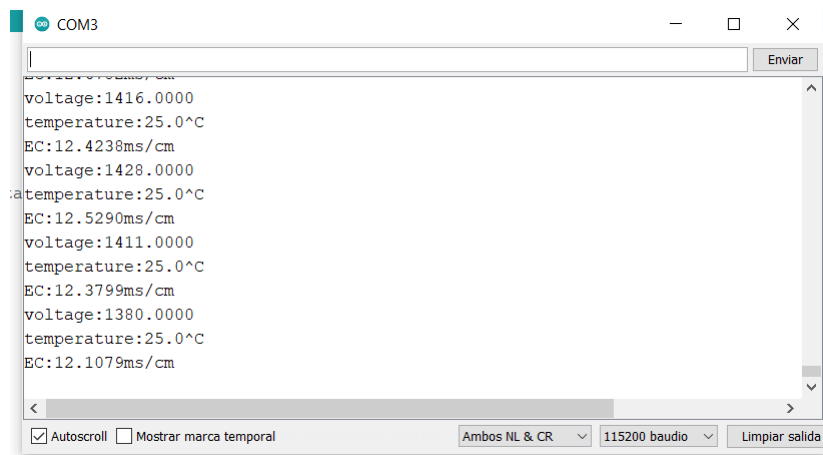 COM3
Enviar
voltage:1416.0000
temperature:25.0^C
EC:12.4238ms/cm
voltage:1428.0000
temperature:25.0^C
EC:12.5290ms/cm
voltage:1411.0000
temperature:25.0^C
EC:12.3799ms/cm
voltage:1380.0000
temperature:25.0^C
EC:12.1079ms/cm
Autoscroll Mostrar marca temporal Ambos NL & CR 115200 baudio Limpiar salida